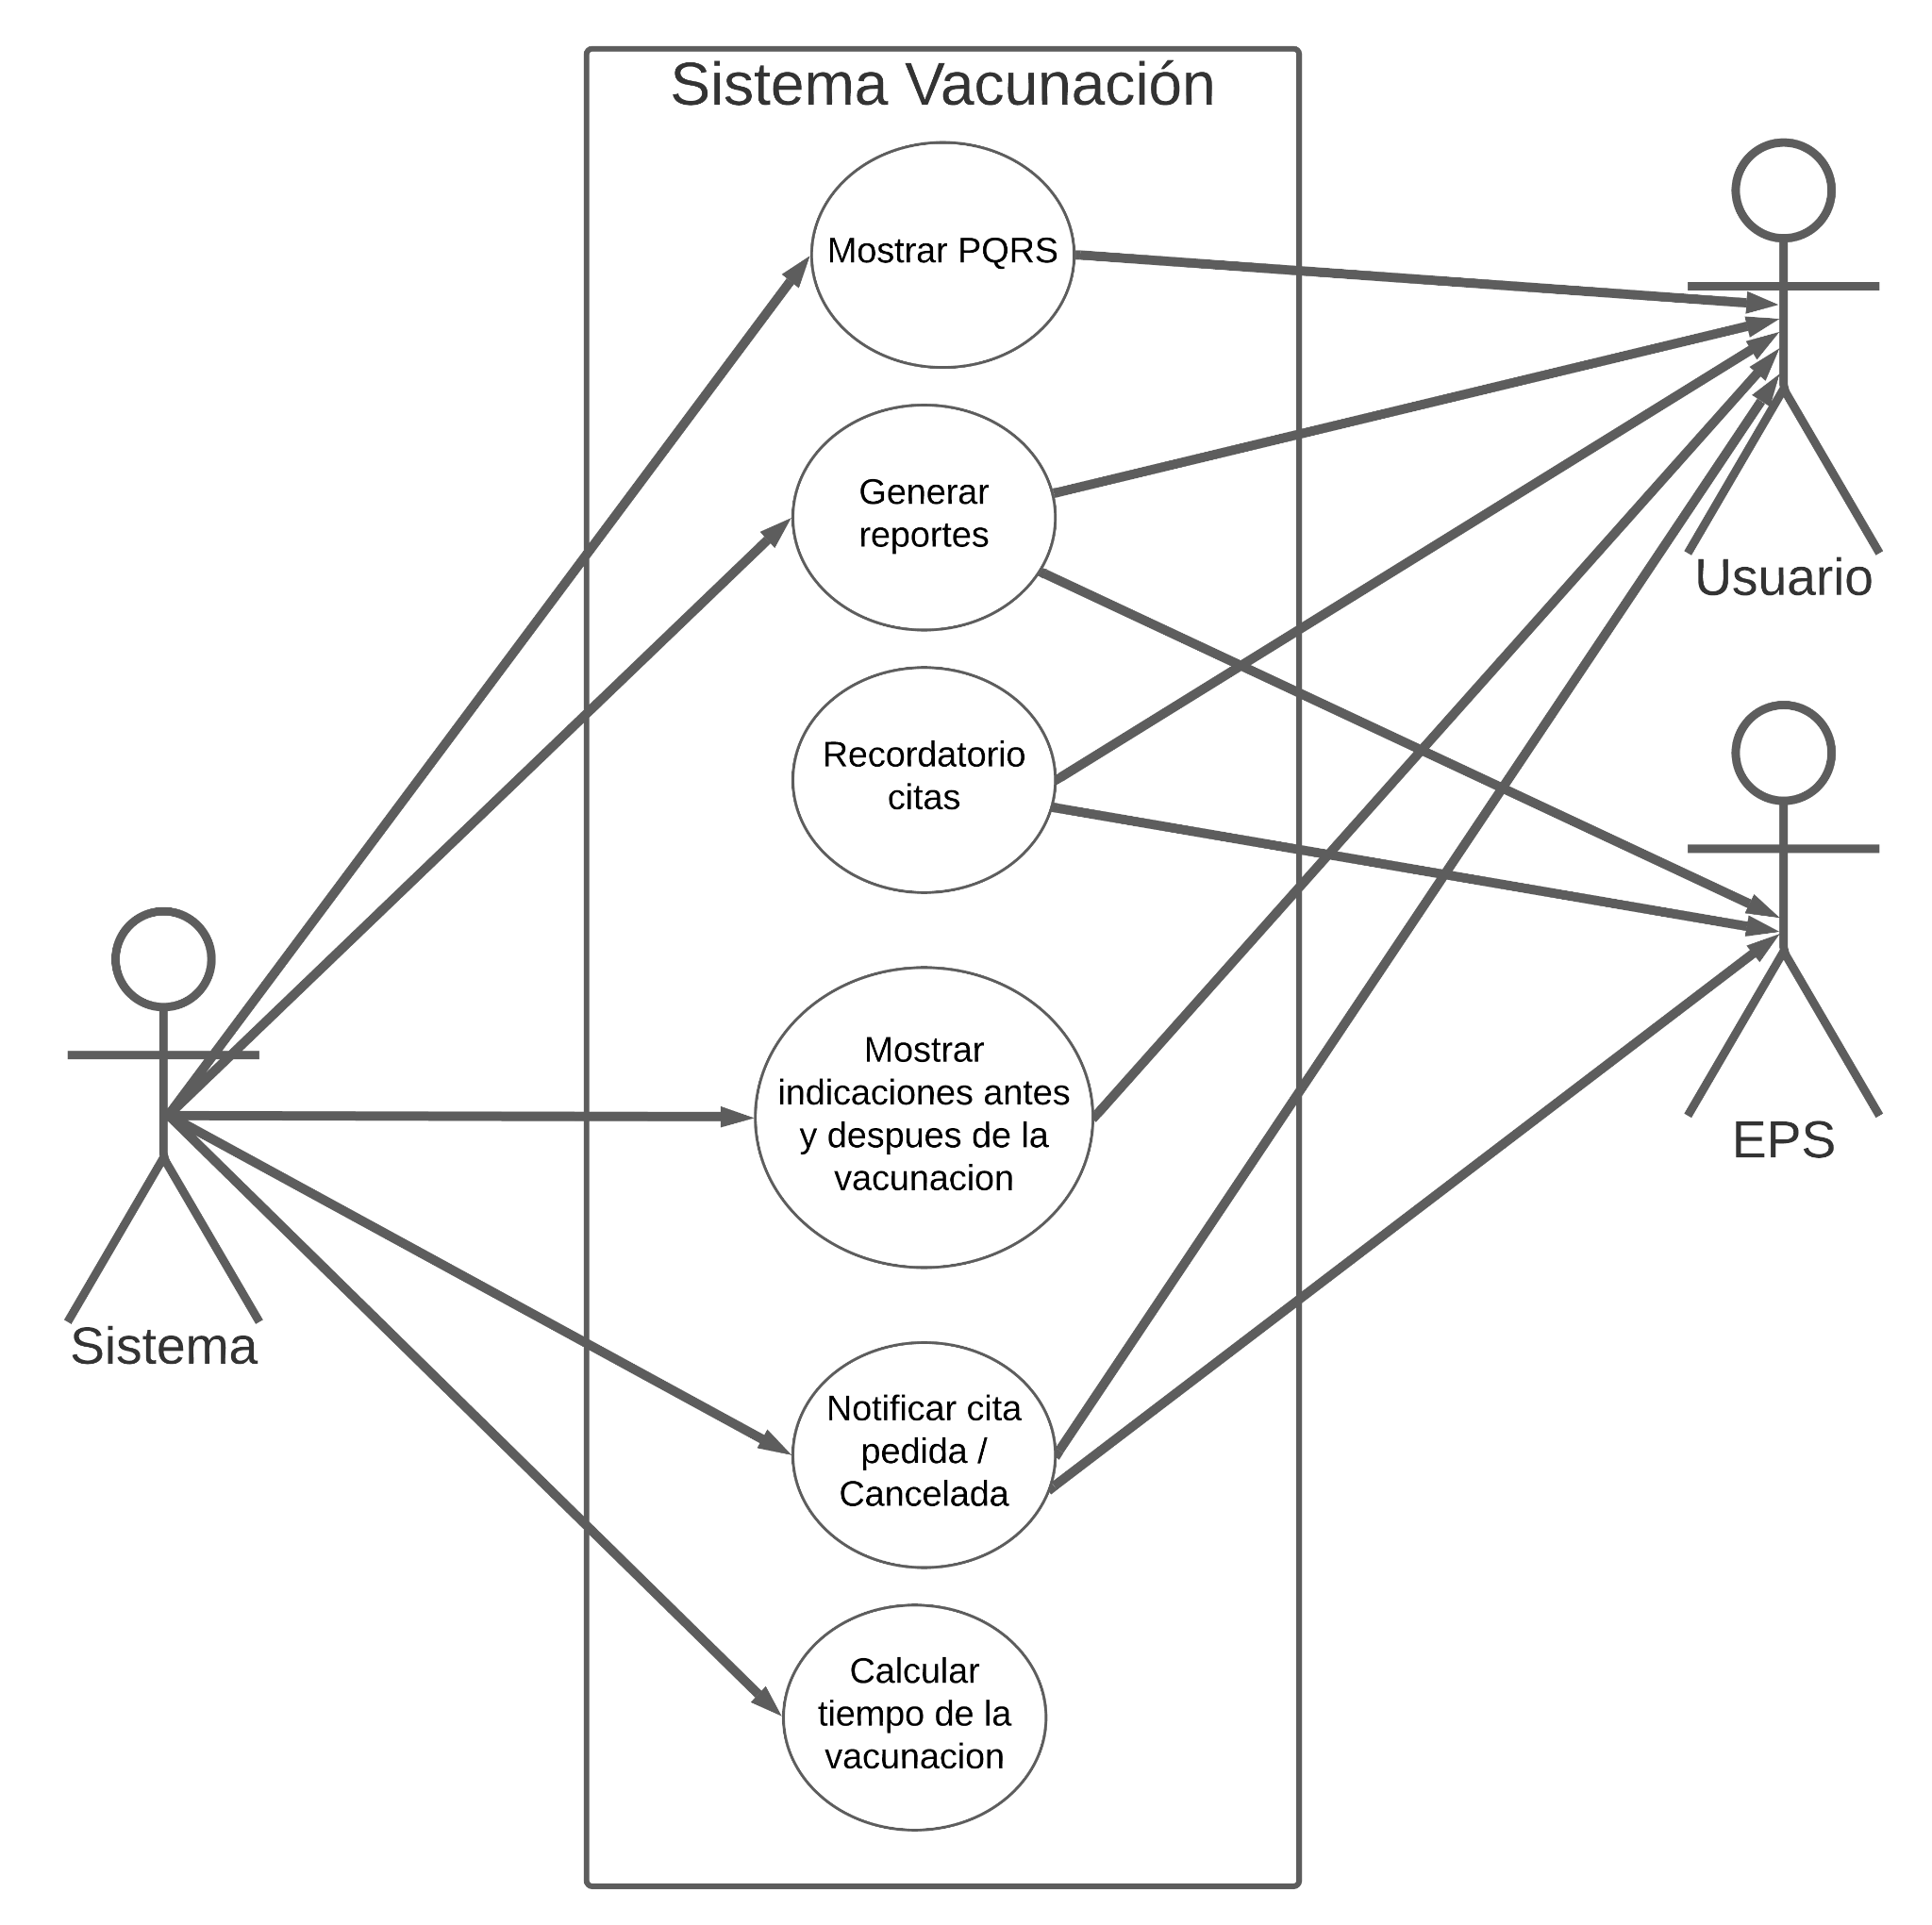 Sistema Vacunación
Mostrar PQRS
Generar
reportes
Recordatorio
citas
Mostrar
indicaciones antes
y despues de la
vacunacion
Notificar cita
pedida /
Cancelada
Calcular
tiempo de la
vacunacion
Sistema
Usuario
EPS